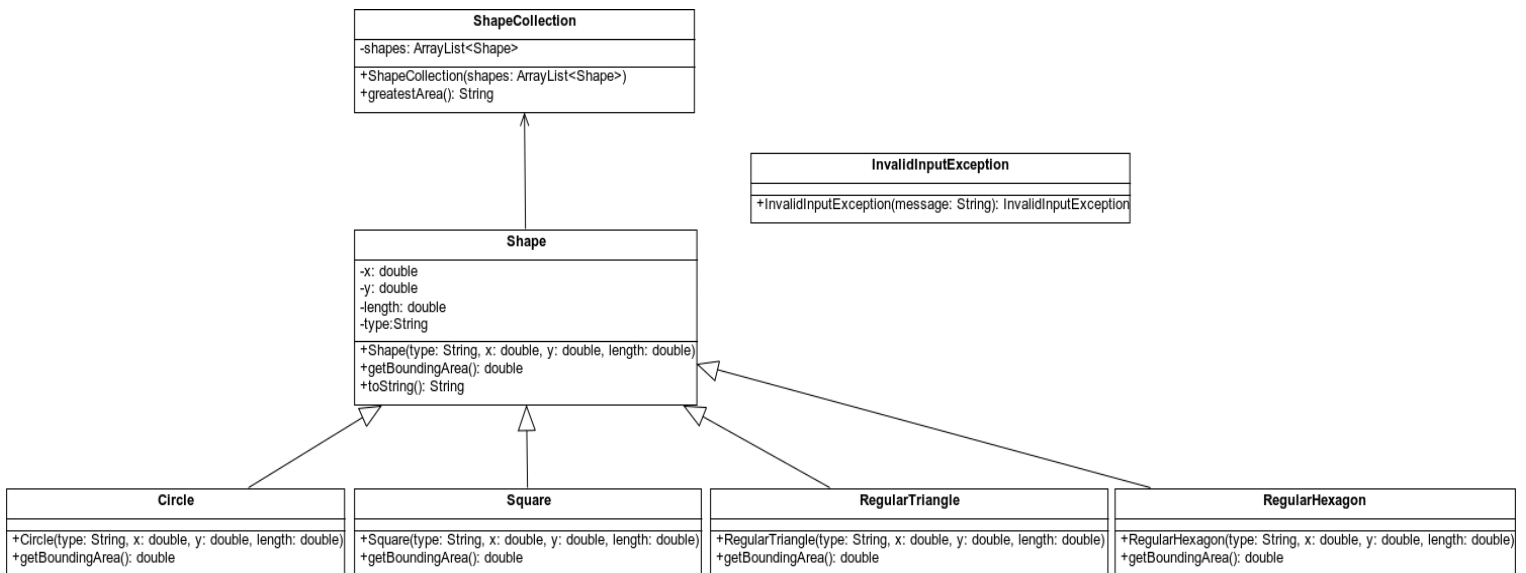 ShapeCollection
-shapes: ArrayList<Shape>
+ShapeCollection(shapes: ArrayList<Shape>)
+greatestArea(): String
InvalidInputException
+InvalidInputException(message: String): InvalidInputException
Shape
-x: double
-y: double
-length: double
-type:String
+Shape(type: String, x: double, y: double, length: double)
+getBoundingArea(): double
+toString(): String
Circle
+Circle(type: String, x: double, y: double, length: double)
+getBoundingArea(): double
Square
+Square(type: String, x: double, y: double, length: double)
+getBoundingArea(): double
RegularTriangle
+RegularTriangle(type: String, x: double, y: double, length: double)
+getBoundingArea(): double
RegularHexagon
+RegularHexagon(type: String, x: double, y: double, length: double)
+getBoundingArea(): double